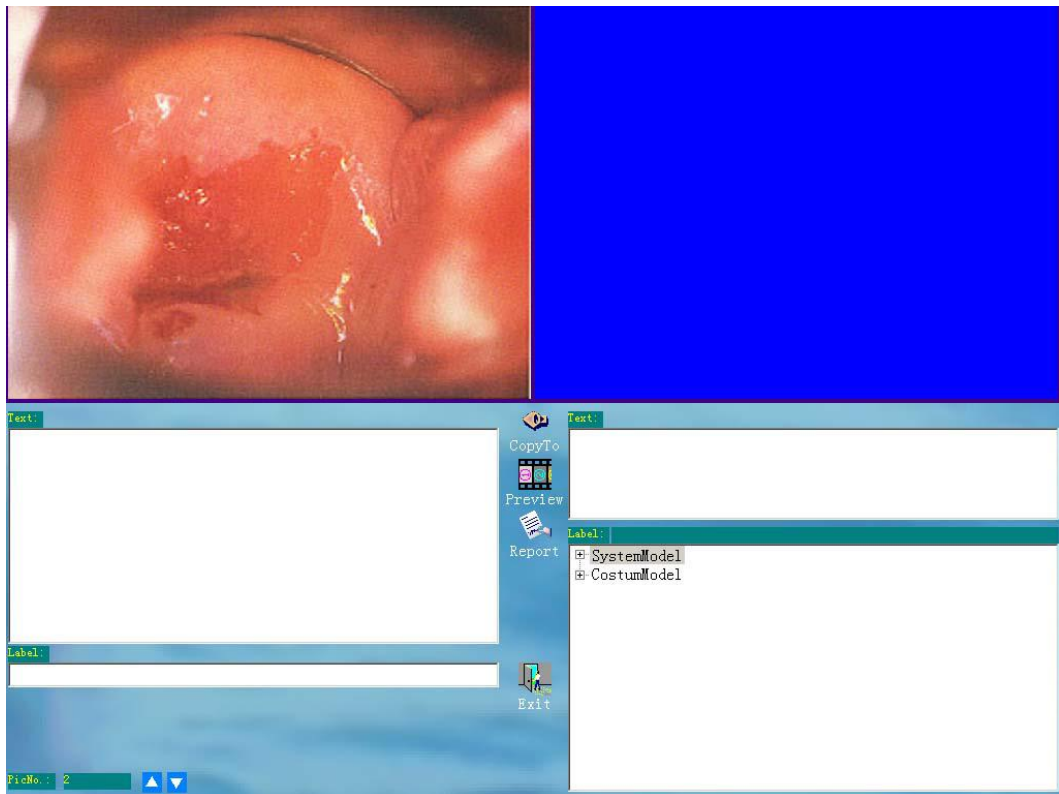 Text:
CopyTo
Preview
Report
Label:
Exit
PicNo.: 2
Text:
Label:
SystemModel
CostumModel